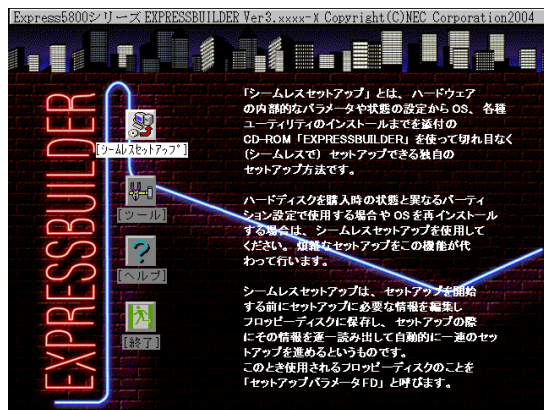 Express5800シリーズ EXPRESSBUILDER Ver3.xxxx-X Copyright(C)NEC Corporation2004
EXPRESSBUILDER
[シームレスセットアップ]
[ツール]
[ヘルプ]
[終了]
「シームレスセットアップ」とは、ハードウェア
の内部的なパラメータや状態の設定からOS、各種
ユーティリティのインストールまでを添付の
CD-ROM「EXPRESSBUILDER」を使って切れ目なく
(シームレスで) セットアップできる独自の
セットアップ方法です。
ハードディスクを購入時の状態と異なるパーティ
ション設定で使用する場合やOSを再インストール
する場合は、シームレスセットアップを使用して
ください。煩雑なセットアップをこの機能が代
わって行います。
シームレスセットアップは、セットアップを開始
する前にセットアップに必要な情報を編集し
フロッピーディスクに保存し、セットアップの際
にその情報を逐一読み出して自動的に一連のセッ
トアップを進めるというものです。
このとき使用されるフロッピーディスクのことを
「セットアップパラメータFD」と呼びます。